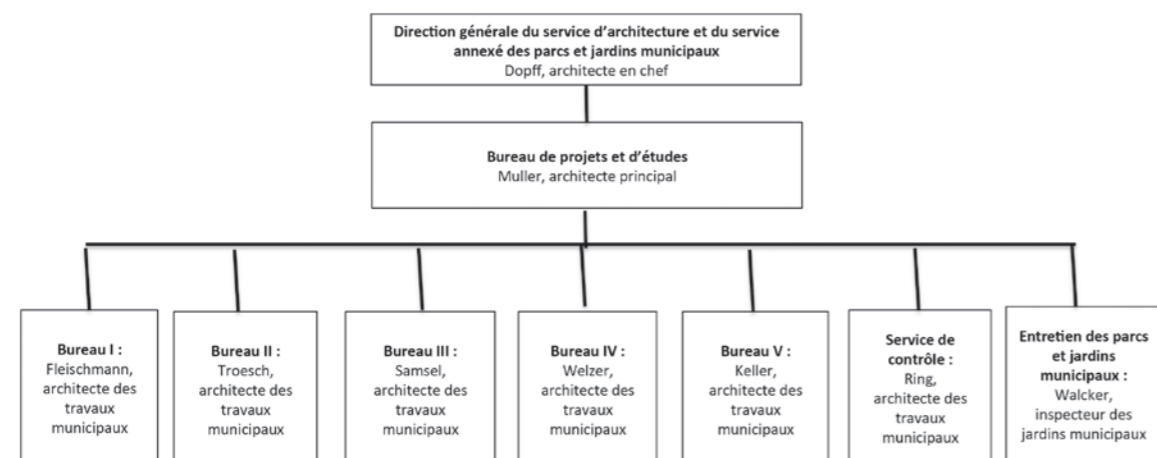 Direction générale du service d'architecture et du service
annexé des parcs et jardins municipaux
Dopff, architecte en chef
Bureau de projets et d'études
Muller, architecte principal
Bureau I :
Fleischmann,
architecte des
travaux
municipaux
Bureau II :
Troesch,
architecte des
travaux
municipaux
Bureau III :
Samsel,
architecte des
travaux
municipaux
Bureau IV :
Welzer,
architecte des
travaux
municipaux
Bureau V :
Keller,
architecte des
travaux
municipaux
Service de
contrôle :
Ring,
architecte des
travaux
municipaux
Entretien des parcs
et jardins
municipaux :
Walcker,
inspecteur des
jardins municipaux